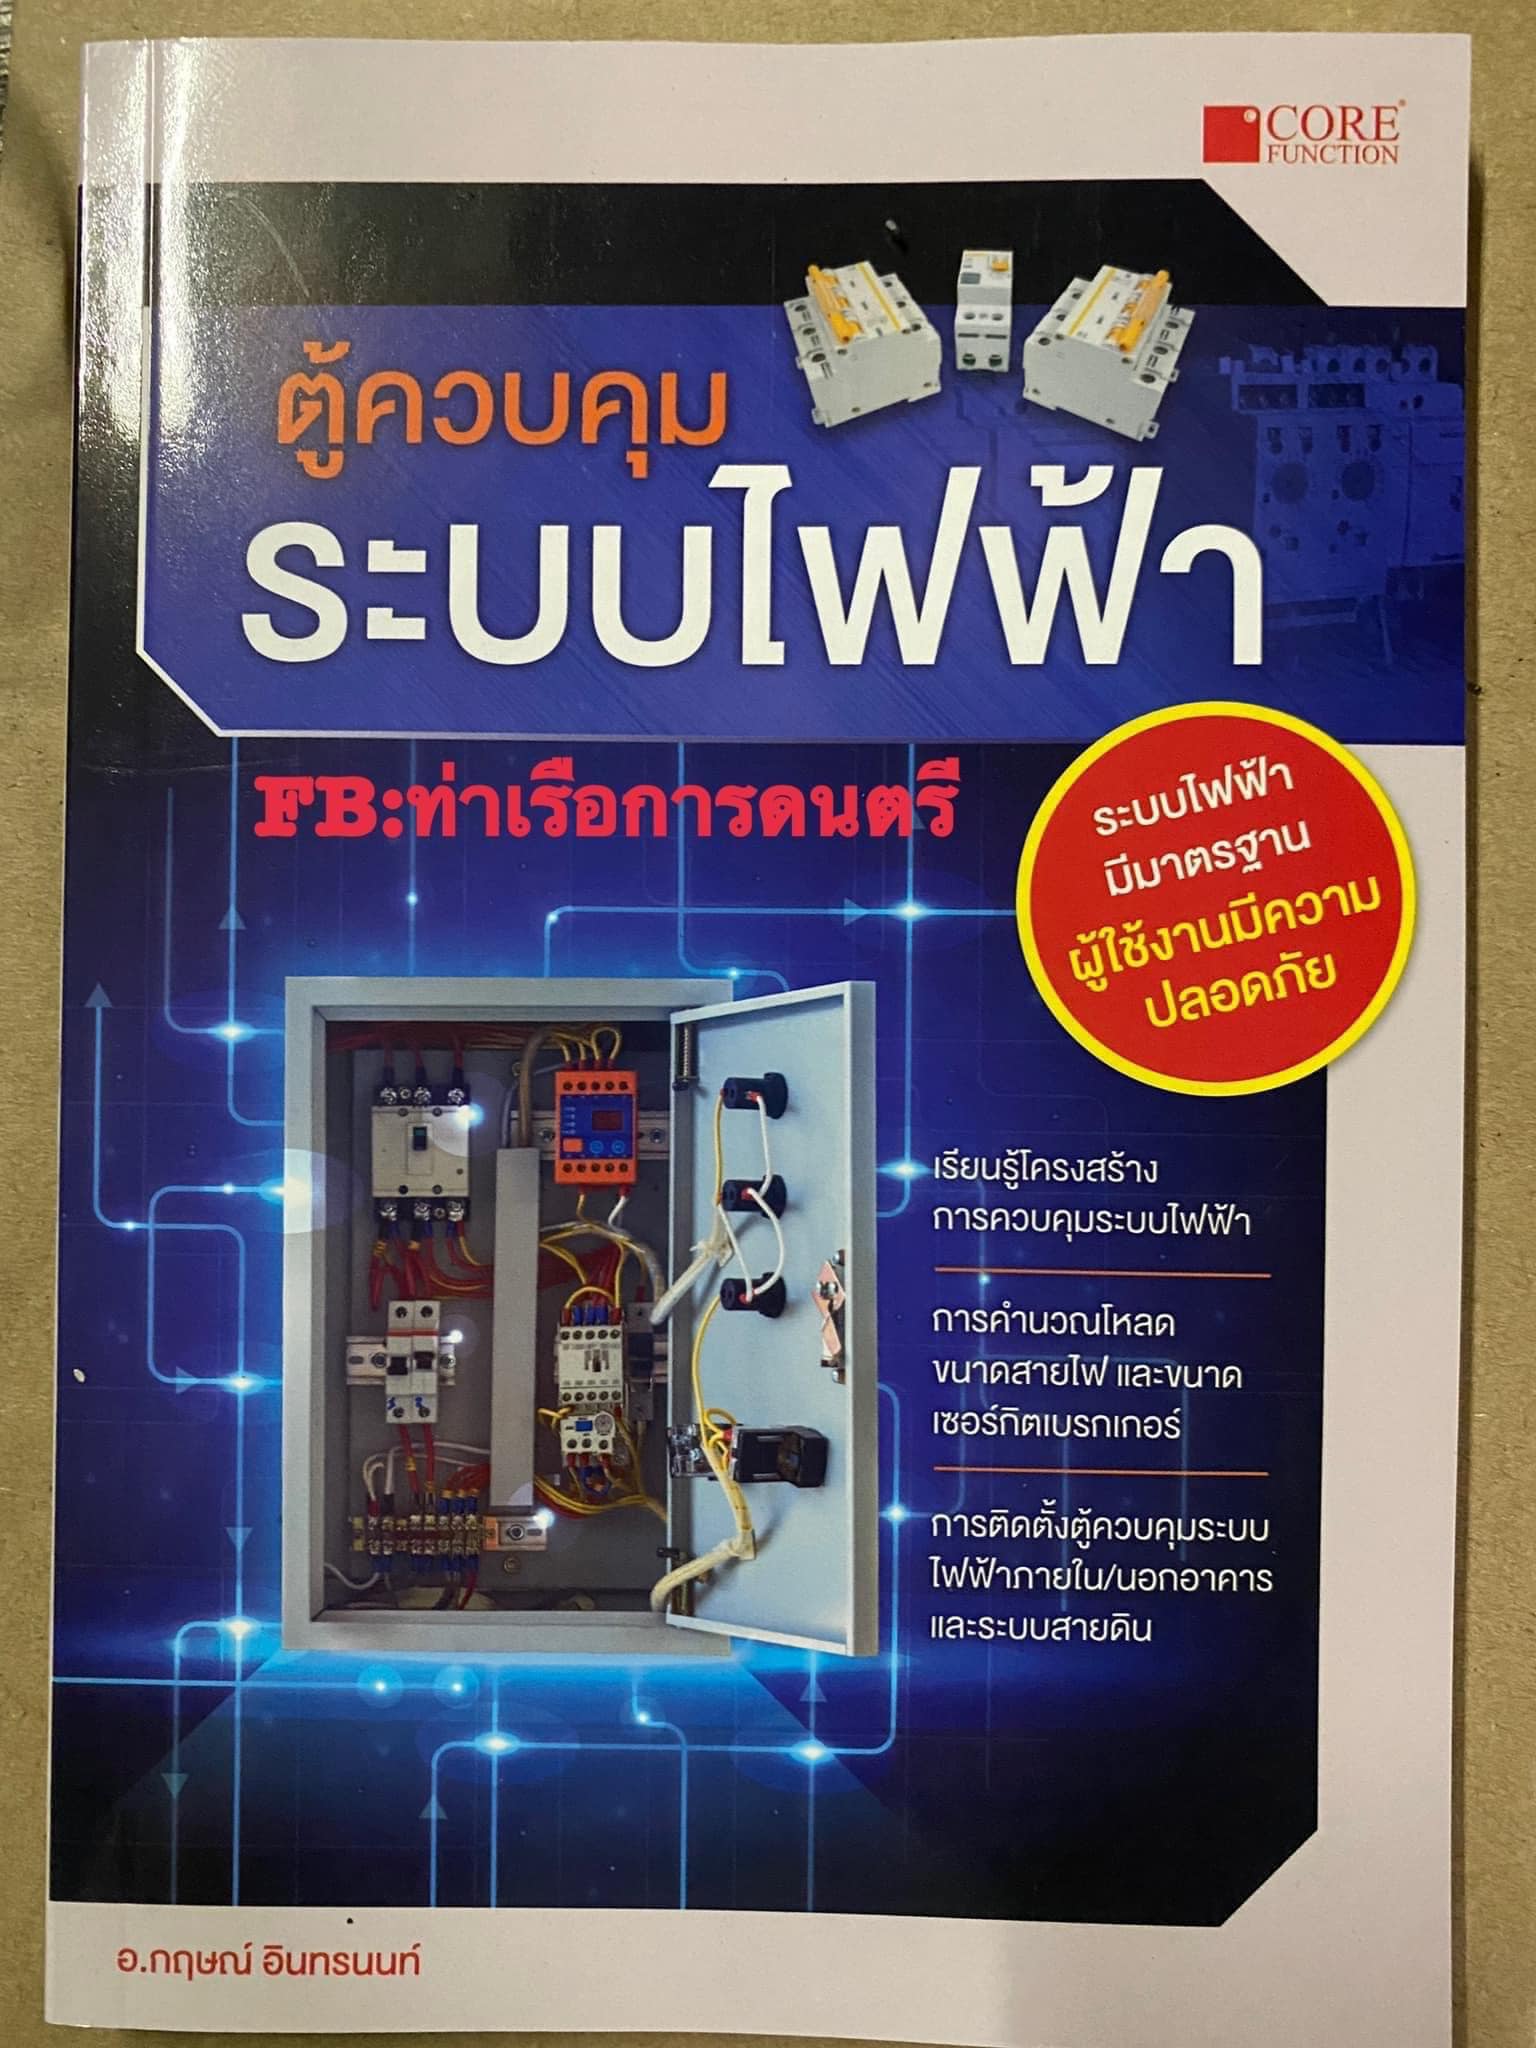 CORE
FUNCTION
ตู้ควบคุม
ระบบไฟฟ้า
FB:ท่าเรือการดนตรี
ระบบไฟฟ้า
มีมาตรฐาน
ผู้ใช้งานมีความ
ปลอดภัย
เรียนรู้โครงสร้าง
การควบคุมระบบไฟฟ้า
การคำนวณโหลด
ขนาดสายไฟ และขนาด
เซอร์กิตเบรกเกอร์
การติดตั้งตู้ควบคุมระบบ
ไฟฟ้าภายใน/นอกอาคาร
และระบบสายดิน
อ.กฤษณ์ อินทรนนท์